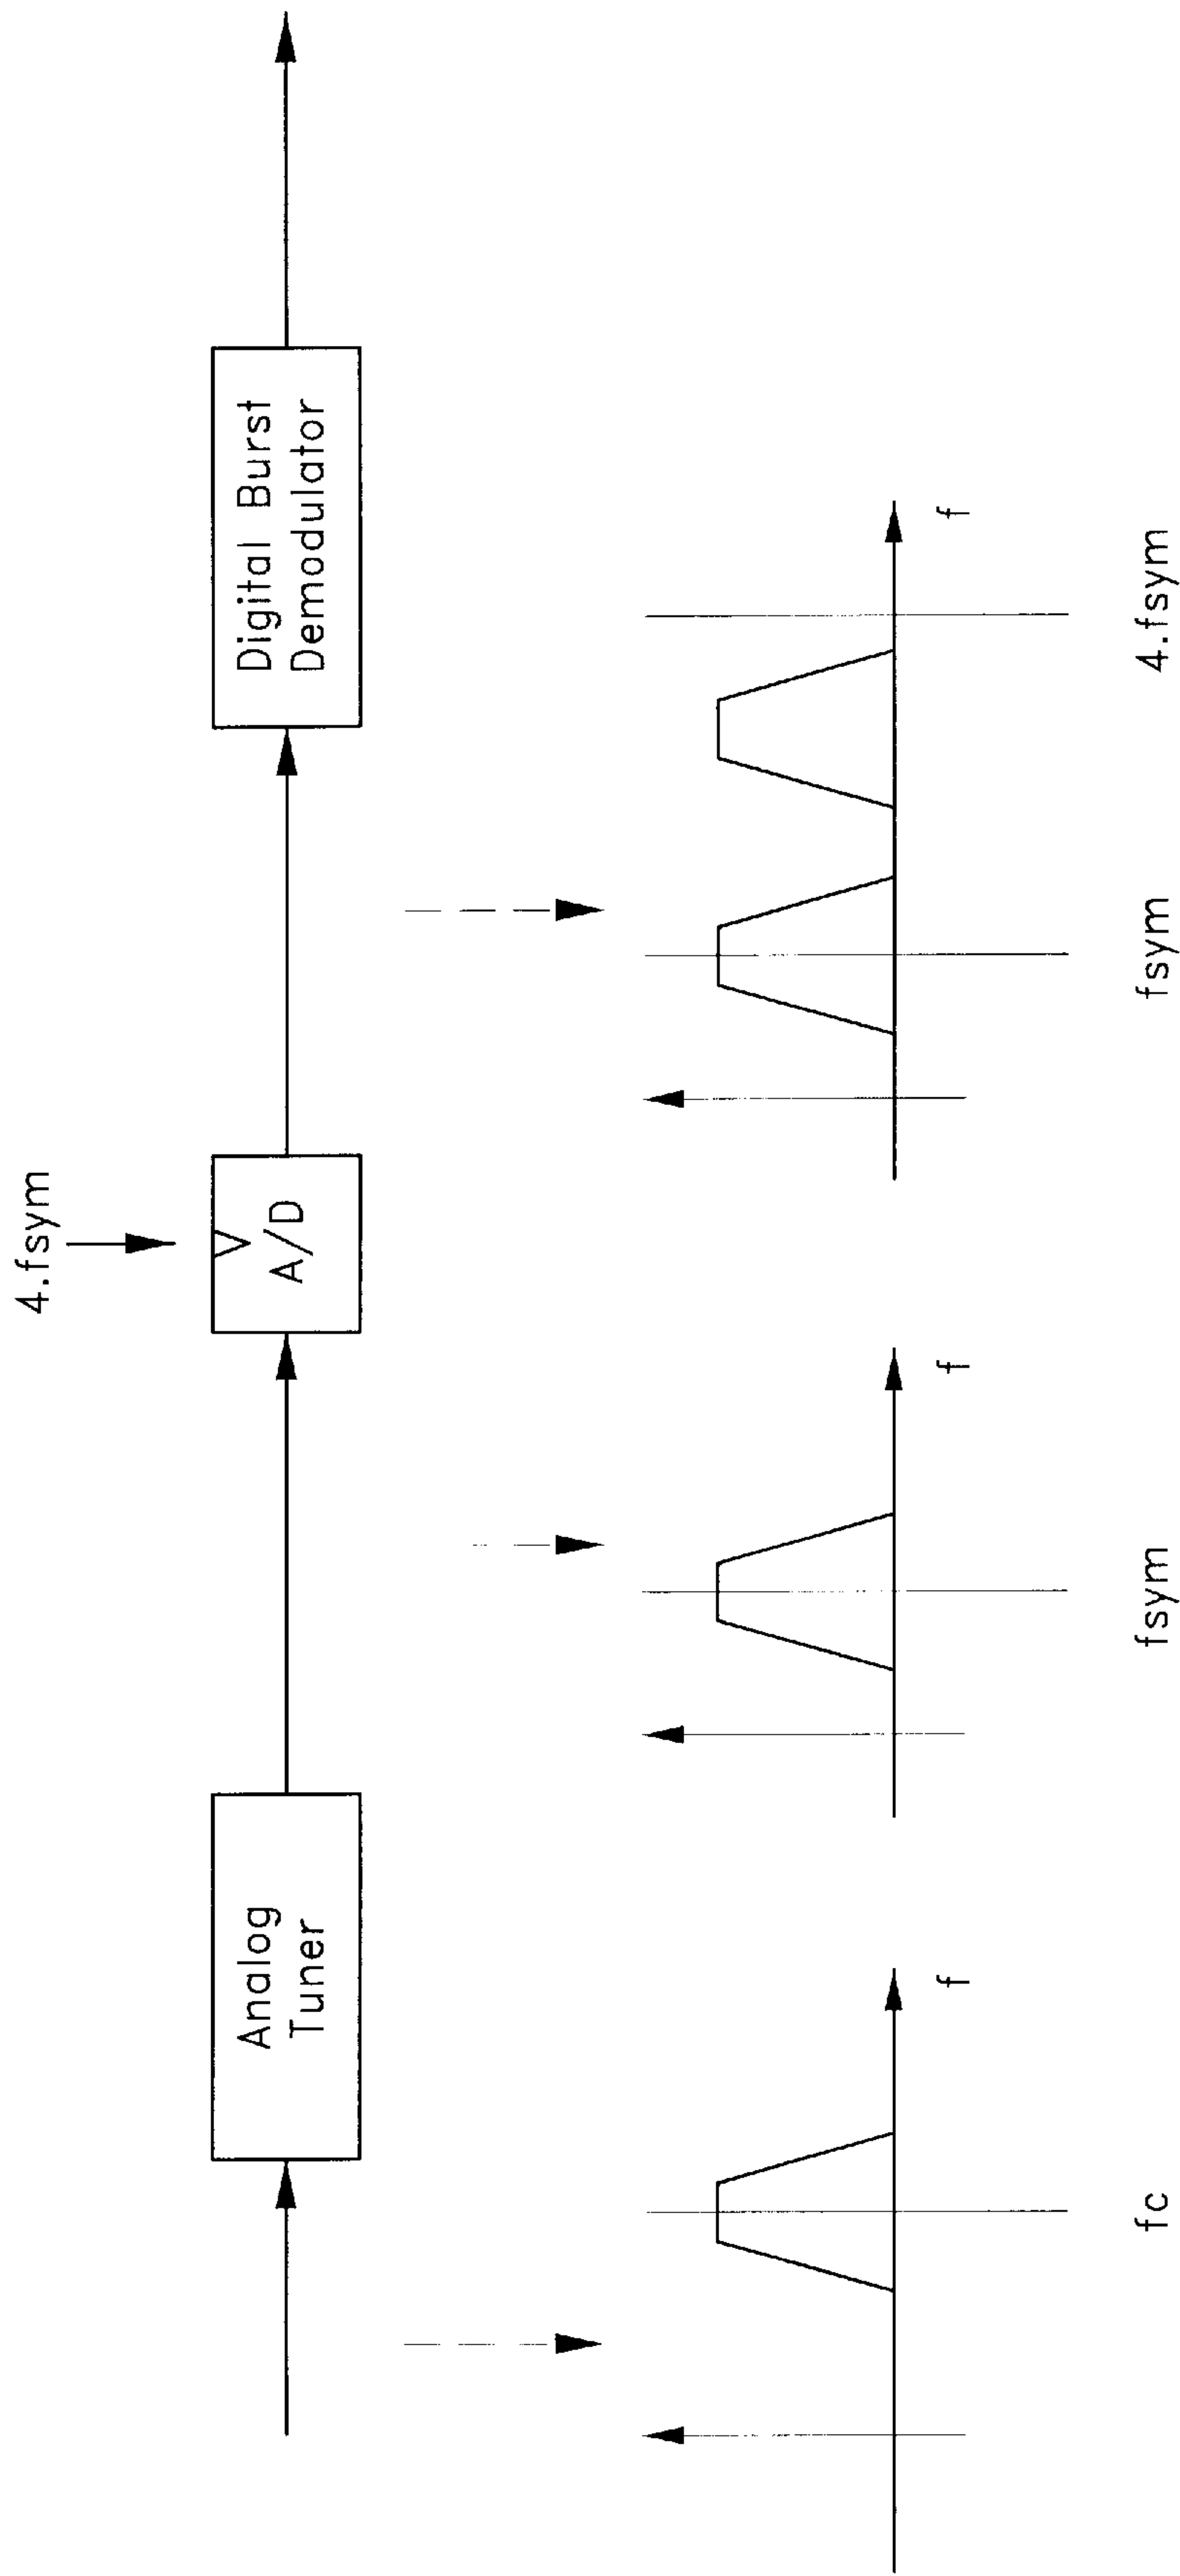 4.fsym
Analog
Tuner
A/D
Digital Burst
Demodulator
f
f
f
fc
fsym
fsym
4.fsym